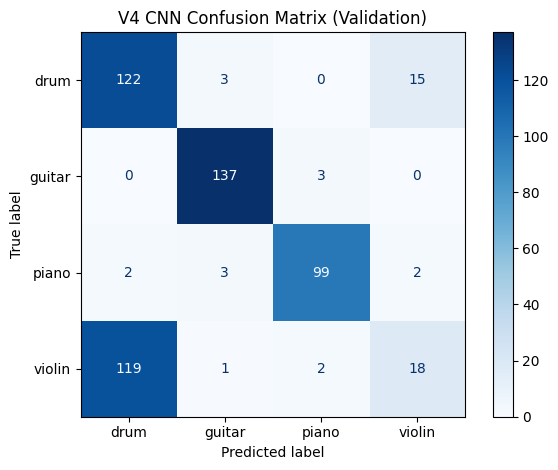 V4 CNN Confusion Matrix (Validation)
drum 122 3 0 15
guitar 0 137 3 0
piano 2 3 99 2
violin 119 1 2 18
drum guitar piano violin
Predicted label
True label
120
100
80
60
40
20
0